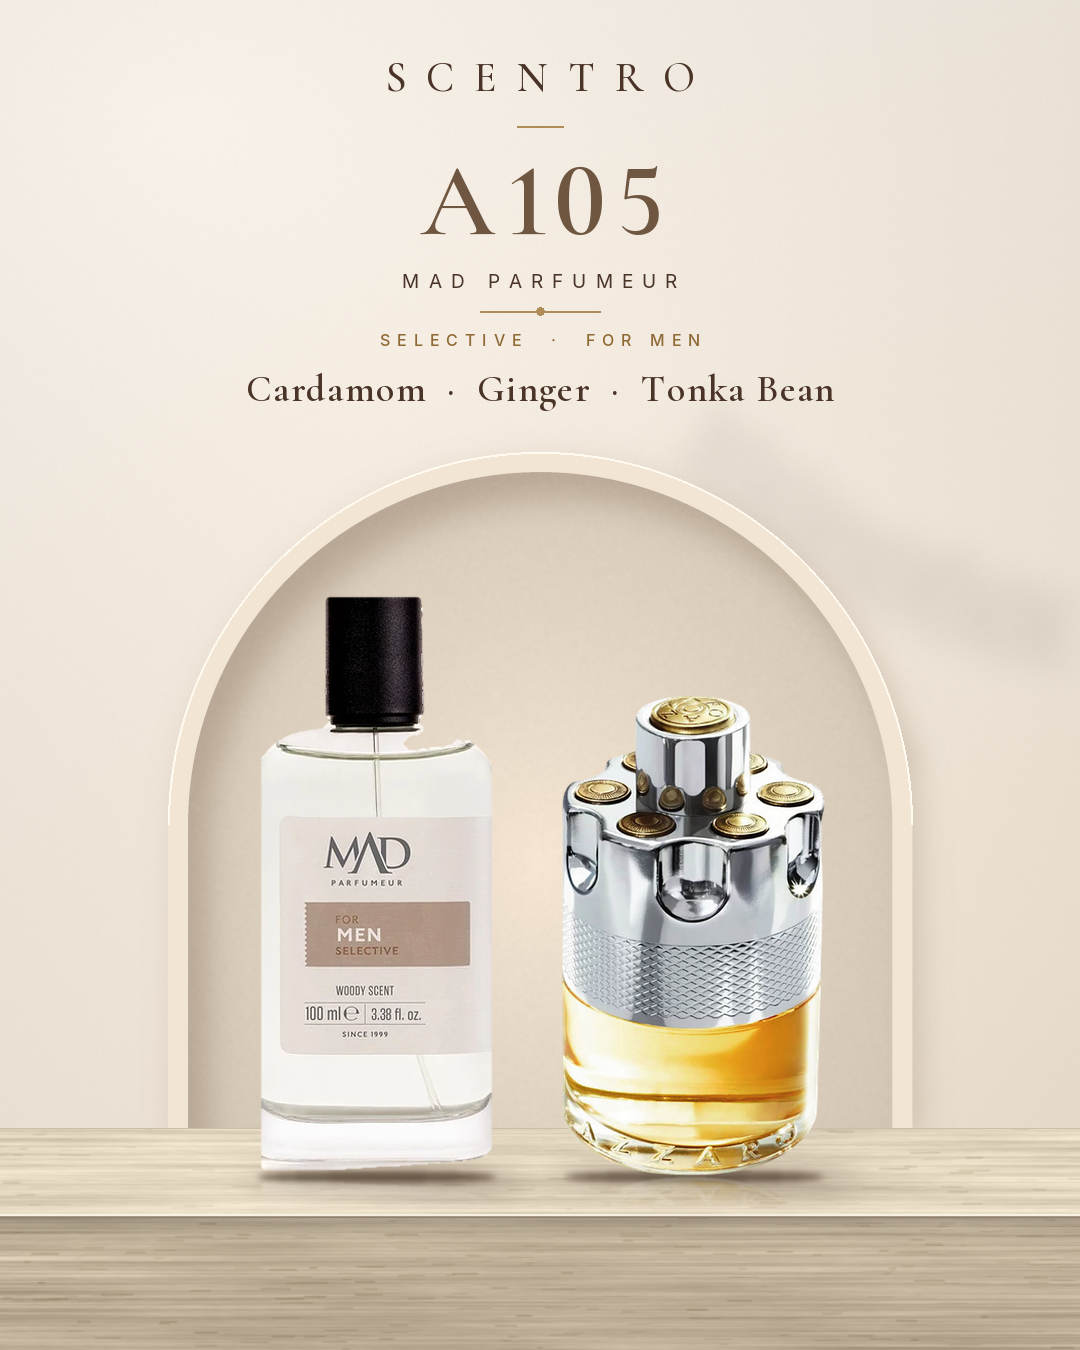 SCENTRO
A105
MAD PARFUMEUR
SELECTIVE · FOR MEN
Cardamom · Ginger · Tonka Bean
MAD
PARFUMEUR
FOR
MEN
SELECTIVE
WOODY SCENT
100 ml ℮ 3.38 fl. oz.
SINCE 1999
AZZARO